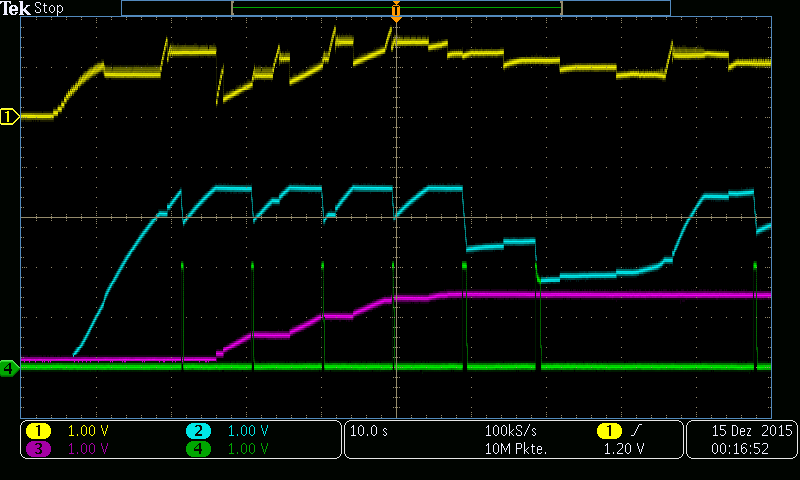 Tek Stop
T
1
4
1 1.00 V 2 1.00 V 10.0 s 100kS/s 1 1.20 V 15 Dez 2015
3 1.00 V 4 1.00 V 10M Pkte. 00:16:52